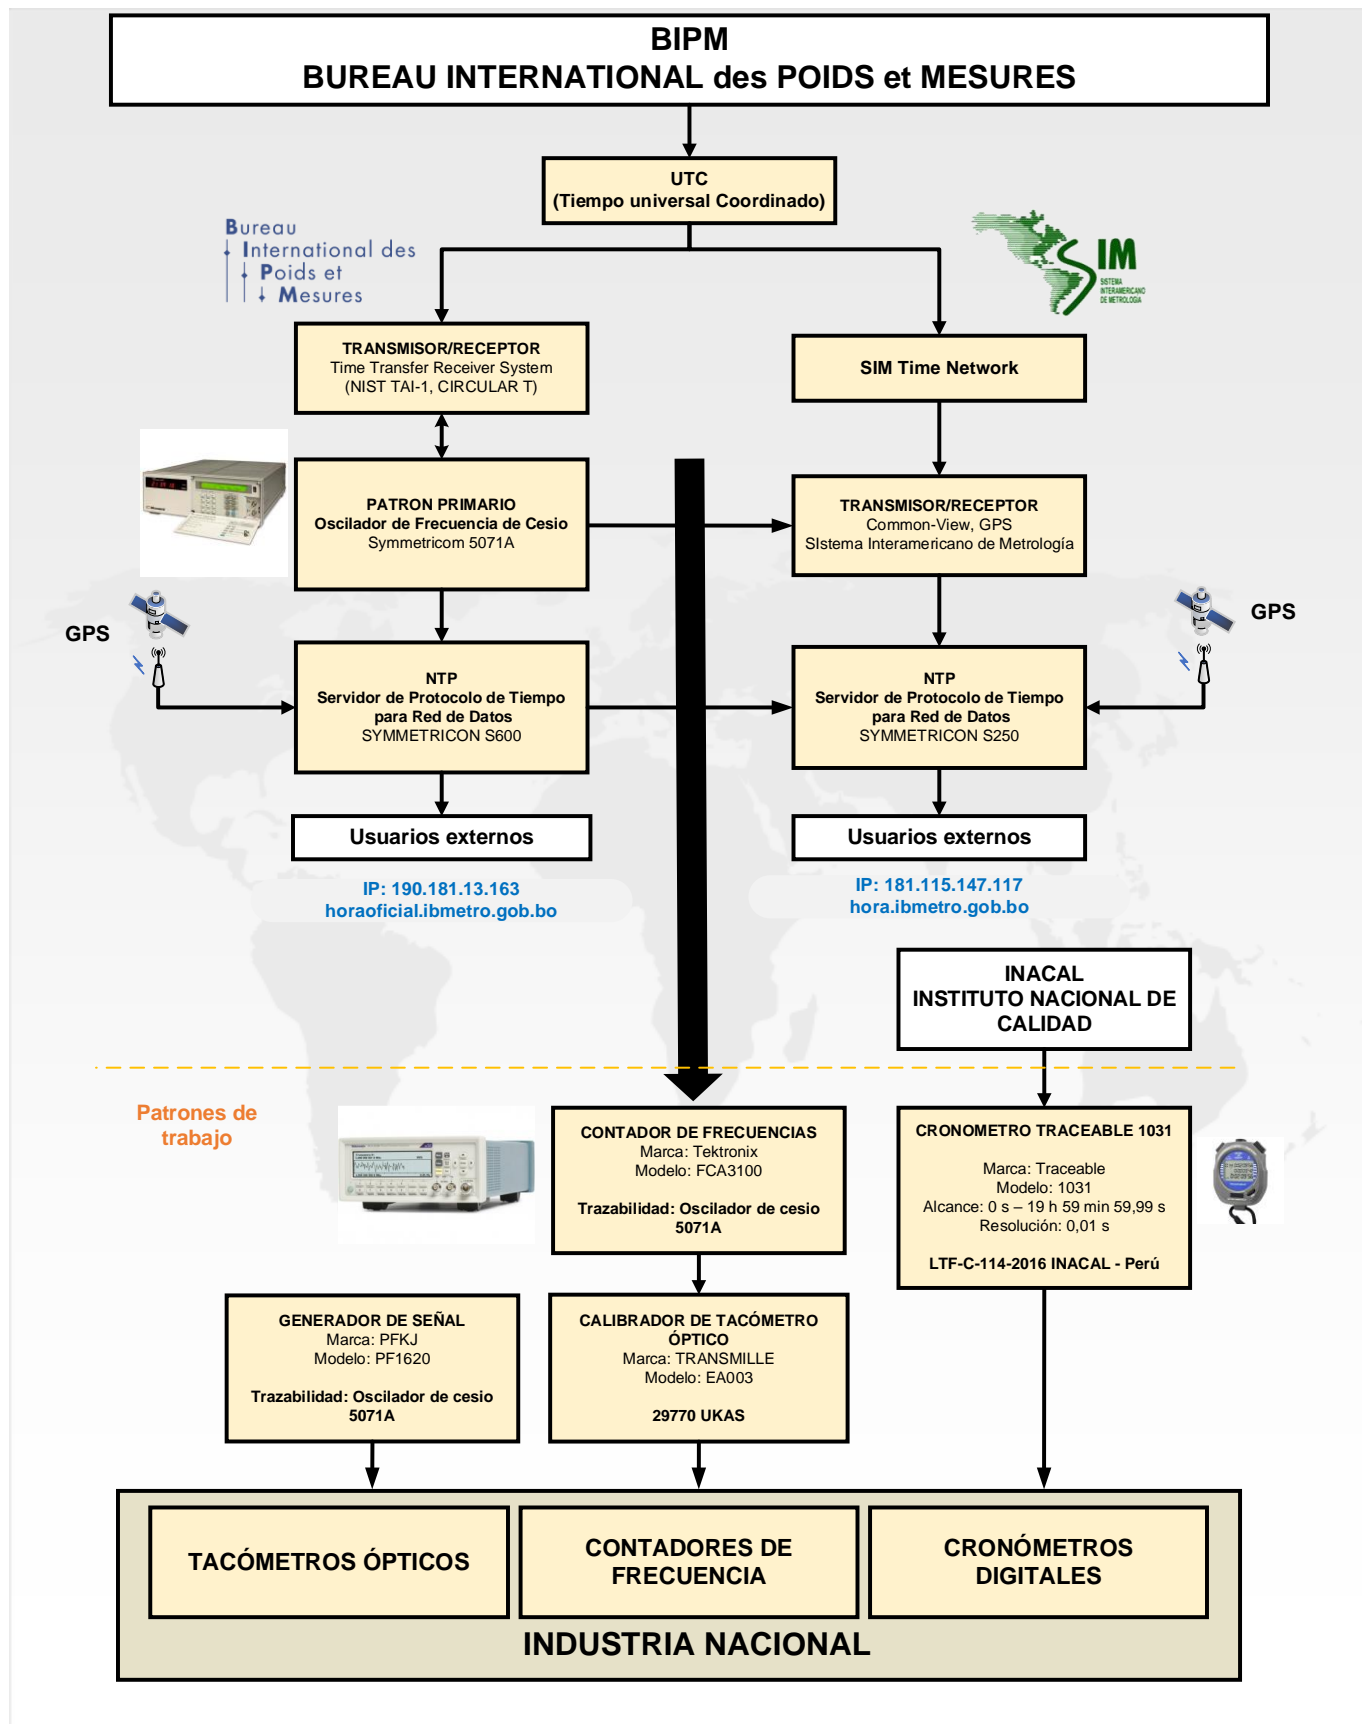 BIPM
BUREAU INTERNATIONAL des POIDS et MESURES
UTC
(Tiempo universal Coordinado)
Bureau
International des
Poids et
Mesures
SIM
SISTEMA
INTERAMERICANO
DE METROLOGIA
TRANSMISOR/RECEPTOR
Time Transfer Receiver System
(NIST TAI-1, CIRCULAR T)
SIM Time Network
PATRON PRIMARIO
Oscilador de Frecuencia de Cesio
Symmetricom 5071A
TRANSMISOR/RECEPTOR
Common-View, GPS
SIstema Interamericano de Metrología
GPS
GPS
NTP
Servidor de Protocolo de Tiempo
para Red de Datos
SYMMETRICON S600
NTP
Servidor de Protocolo de Tiempo
para Red de Datos
SYMMETRICON S250
Usuarios externos
Usuarios externos
IP: 190.181.13.163
horaoficial.ibmetro.gob.bo
IP: 181.115.147.117
hora.ibmetro.gob.bo
INACAL
INSTITUTO NACIONAL DE
CALIDAD
Patrones de
trabajo
CONTADOR DE FRECUENCIAS
Marca: Tektronix
Modelo: FCA3100
Trazabilidad: Oscilador de cesio
5071A
CRONOMETRO TRACEABLE 1031
Marca: Traceable
Modelo: 1031
Alcance: 0 s – 19 h 59 min 59,99 s
Resolución: 0,01 s
LTF-C-114-2016 INACAL - Perú
GENERADOR DE SEÑAL
Marca: PFKJ
Modelo: PF1620
Trazabilidad: Oscilador de cesio
5071A
CALIBRADOR DE TACÓMETRO
ÓPTICO
Marca: TRANSMILLE
Modelo: EA003
29770 UKAS
TACÓMETROS ÓPTICOS
CONTADORES DE
FRECUENCIA
CRONÓMETROS
DIGITALES
INDUSTRIA NACIONAL